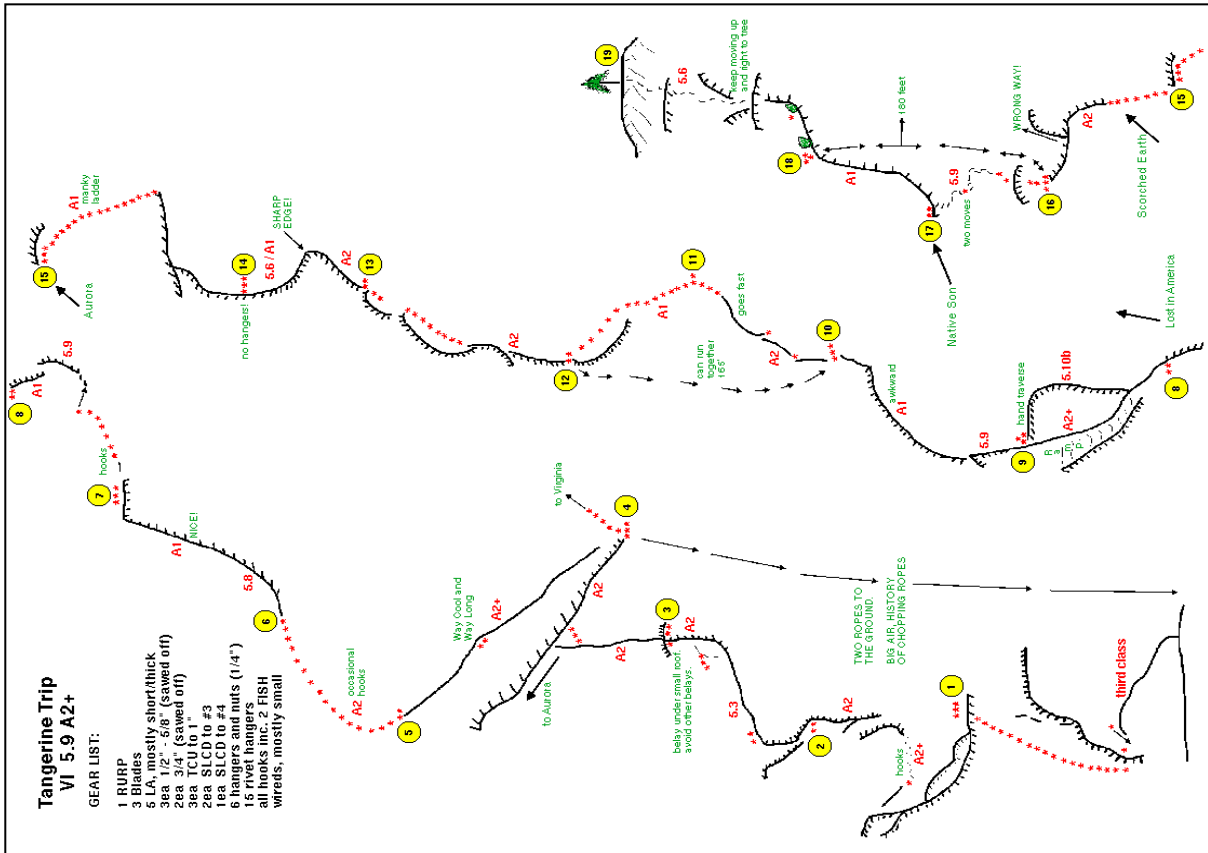 Tangerine Trip
VI 5.9 A2+
GEAR LIST:
1 RURP
3 Blades
5 LA, mostly short/thick
3ea 1/2" - 5/8" (sawed off)
2ea 3/4" (sawed off)
3ea TCU to 1"
2ea SLCD to #3
1ea SLCD to #4
6 hangers and nuts (1/4")
15 rivet hangers
all hooks inc. 2 FISH
wireds, mostly small
third class
1
hooks
A2+
2
A2
5.3
belay under small roof.
avoid other belays.
3
A2
A2
to Aurora
A2
4
to Virginia
TWO ROPES TO
THE GROUND.
BIG AIR, HISTORY
OF CHOPPING ROPES
Way Cool and
Way Long
A2+
5
A2
occasional
hooks
6
5.8
A1
NICE!
7
hooks
5.9
A1
8
8
5.10b
A2+
Ramp
hand traverse
9
5.9
A1
awkward
10
A2
goes fast
can run
together
165'
11
A1
12
A2
13
A2
SHARP
EDGE!
5.6 / A1
14
no hangers!
A1
manky
ladder
15
Aurora
15
Scorched Earth
Lost in America
A2
WRONG WAY!
16
5.9
two moves
17
Native Son
A1
180 feet
18
keep moving up
and right to tree
5.6
19